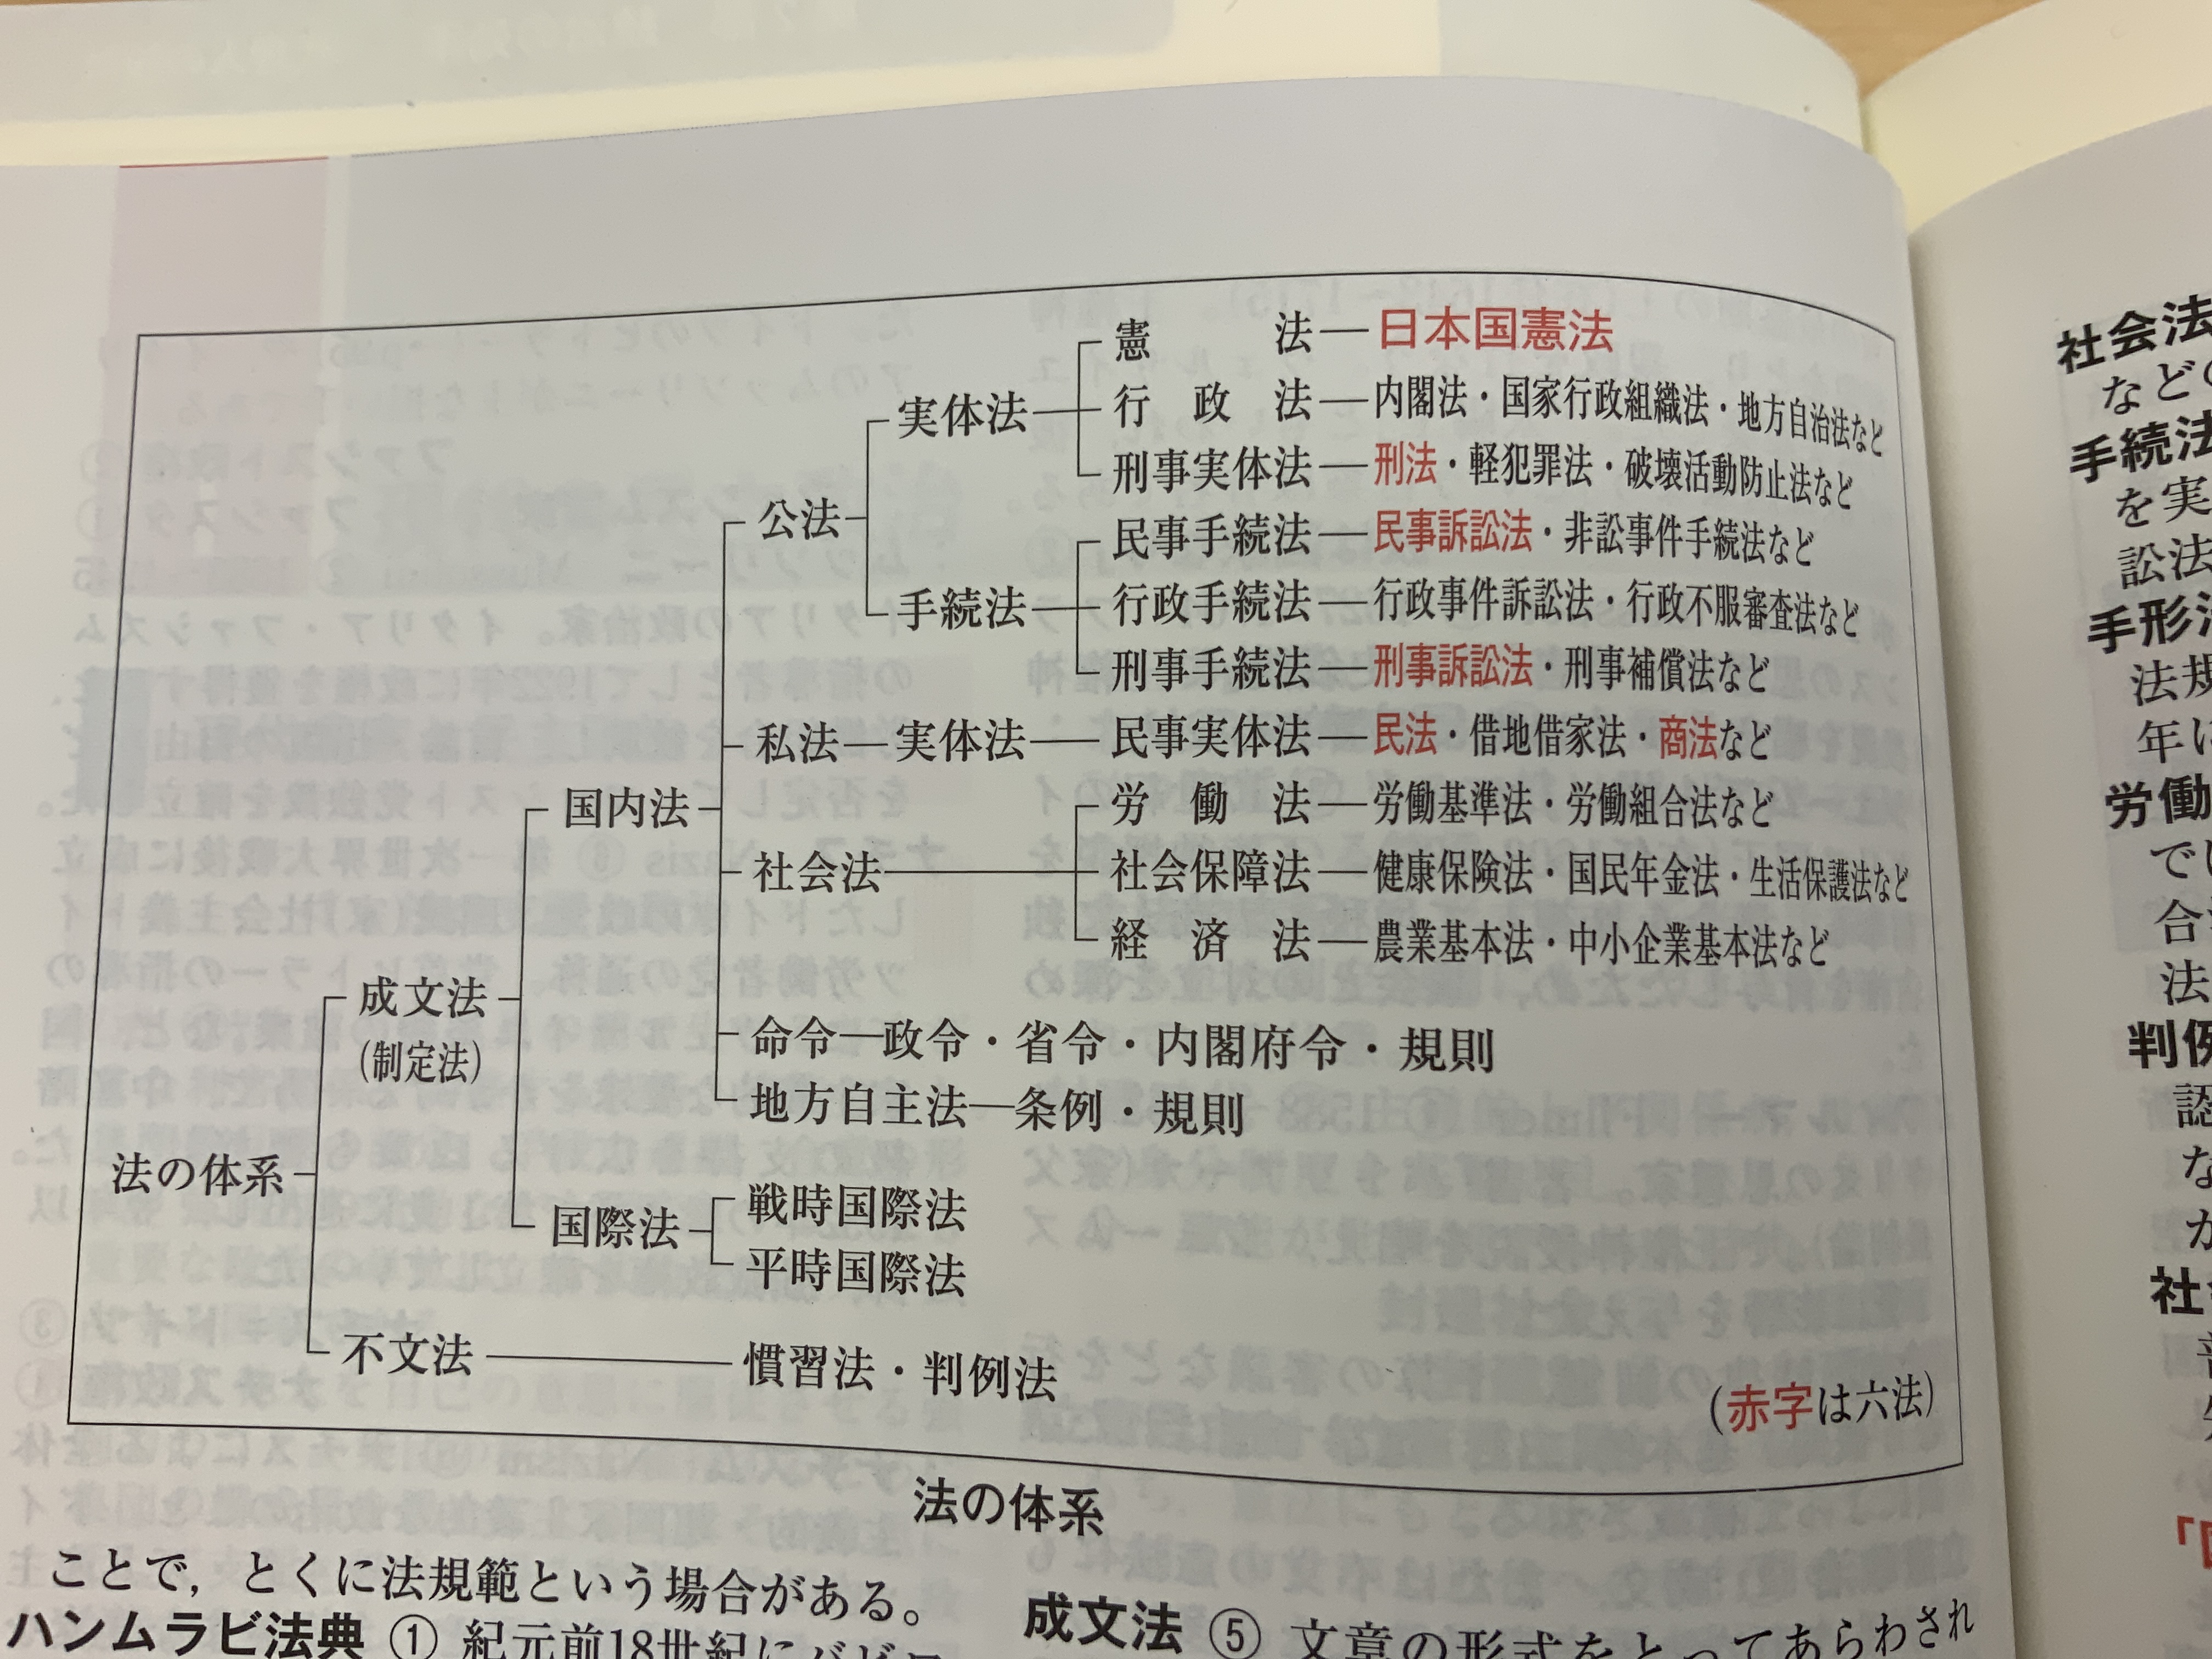 憲法―日本国憲法
実体法 行政法―内閣法・国家行政組織法・地方自治法など
刑事実体法―刑法・軽犯罪法・破壊活動防止法など
公法
民事手続法―民事訴訟法・非訟事件手続法など
手続法 行政手続法―行政事件訴訟法・行政不服審査法など
刑事手続法―刑事訴訟法・刑事補償法など
私法―実体法―民事実体法―民法・借地借家法・商法など
国内法
労働法―労働基準法・労働組合法など
社会法 社会保障法―健康保険法・国民年金法・生活保護法など
経済法―農業基本法・中小企業基本法など
成文法
(制定法)
命令―政令・省令・内閣府令・規則
地方自主法―条例・規則
法の体系
戦時国際法
国際法
平時国際法
不文法―慣習法・判例法
(赤字は六法)
法の体系
ことで,とくに法規範という場合がある。
ハンムラビ法典 ① 紀元前18世紀にバビロ
成文法 ⑤ 文章の形式をとってあらわされ
社会法
などの
手続法
を実
訟法
手形法
法規
年に
労働
で
合
法
判例
認
な
か
社